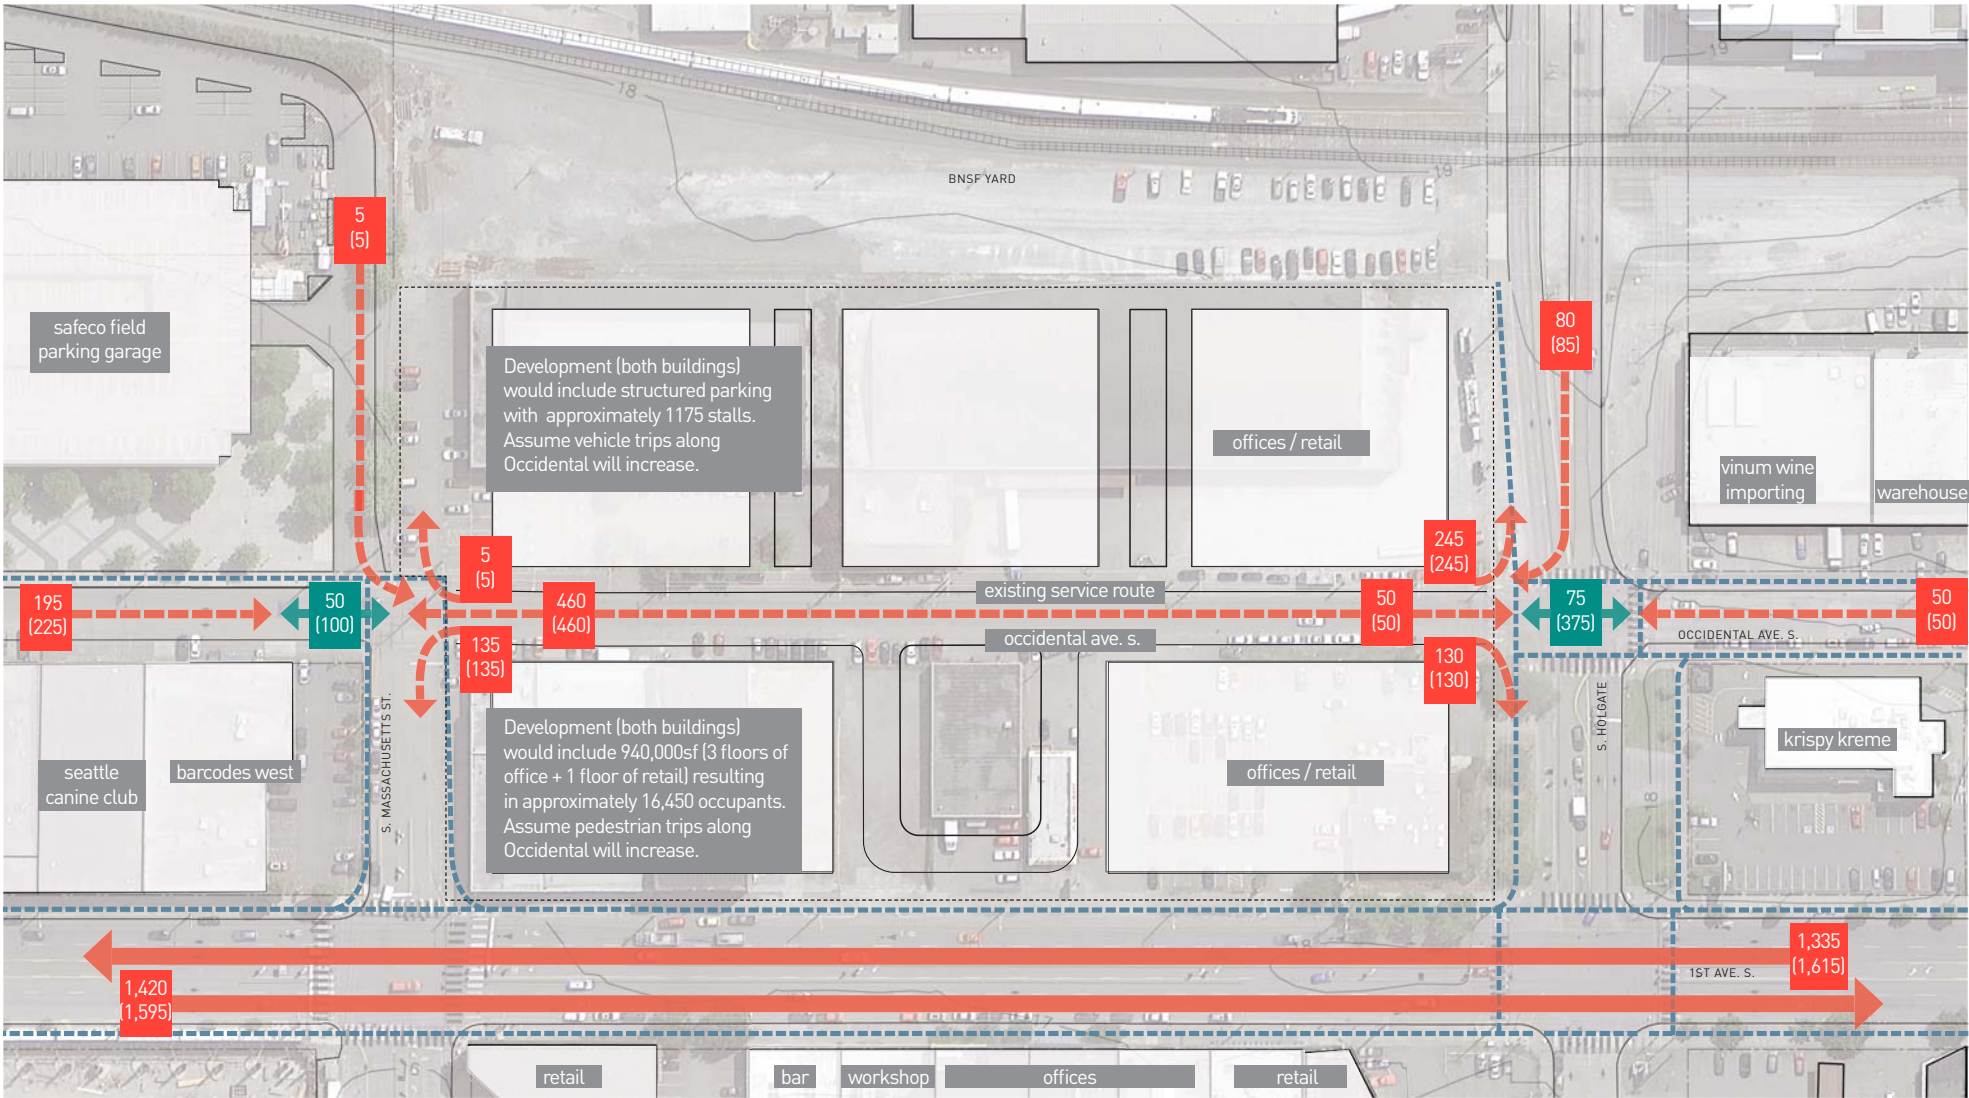 18
19
BNSF YARD
19
5
(5)
safeco field
parking garage
80
(85)
Development (both buildings)
would include structured parking
with approximately 1175 stalls.
Assume vehicle trips along
Occidental will increase.
offices / retail
vinum wine
importing
warehouse
245
(245)
5
(5)
existing service route
195
(225)
50
(100)
460
(460)
50
(50)
75
(375)
50
(50)
occidental ave. s.
OCCIDENTAL AVE. S.
135
(135)
130
(130)
S. MASSACHUSETTS ST.
S. HOLGATE
Development (both buildings)
would include 940,000sf (3 floors of
office + 1 floor of retail) resulting
in approximately 16,450 occupants.
Assume pedestrian trips along
Occidental will increase.
seattle
canine club
barcodes west
offices / retail
krispy kreme
18
1,335
(1,615)
1ST AVE. S.
1,420
(1,595)
17
retail
bar
workshop
offices
retail